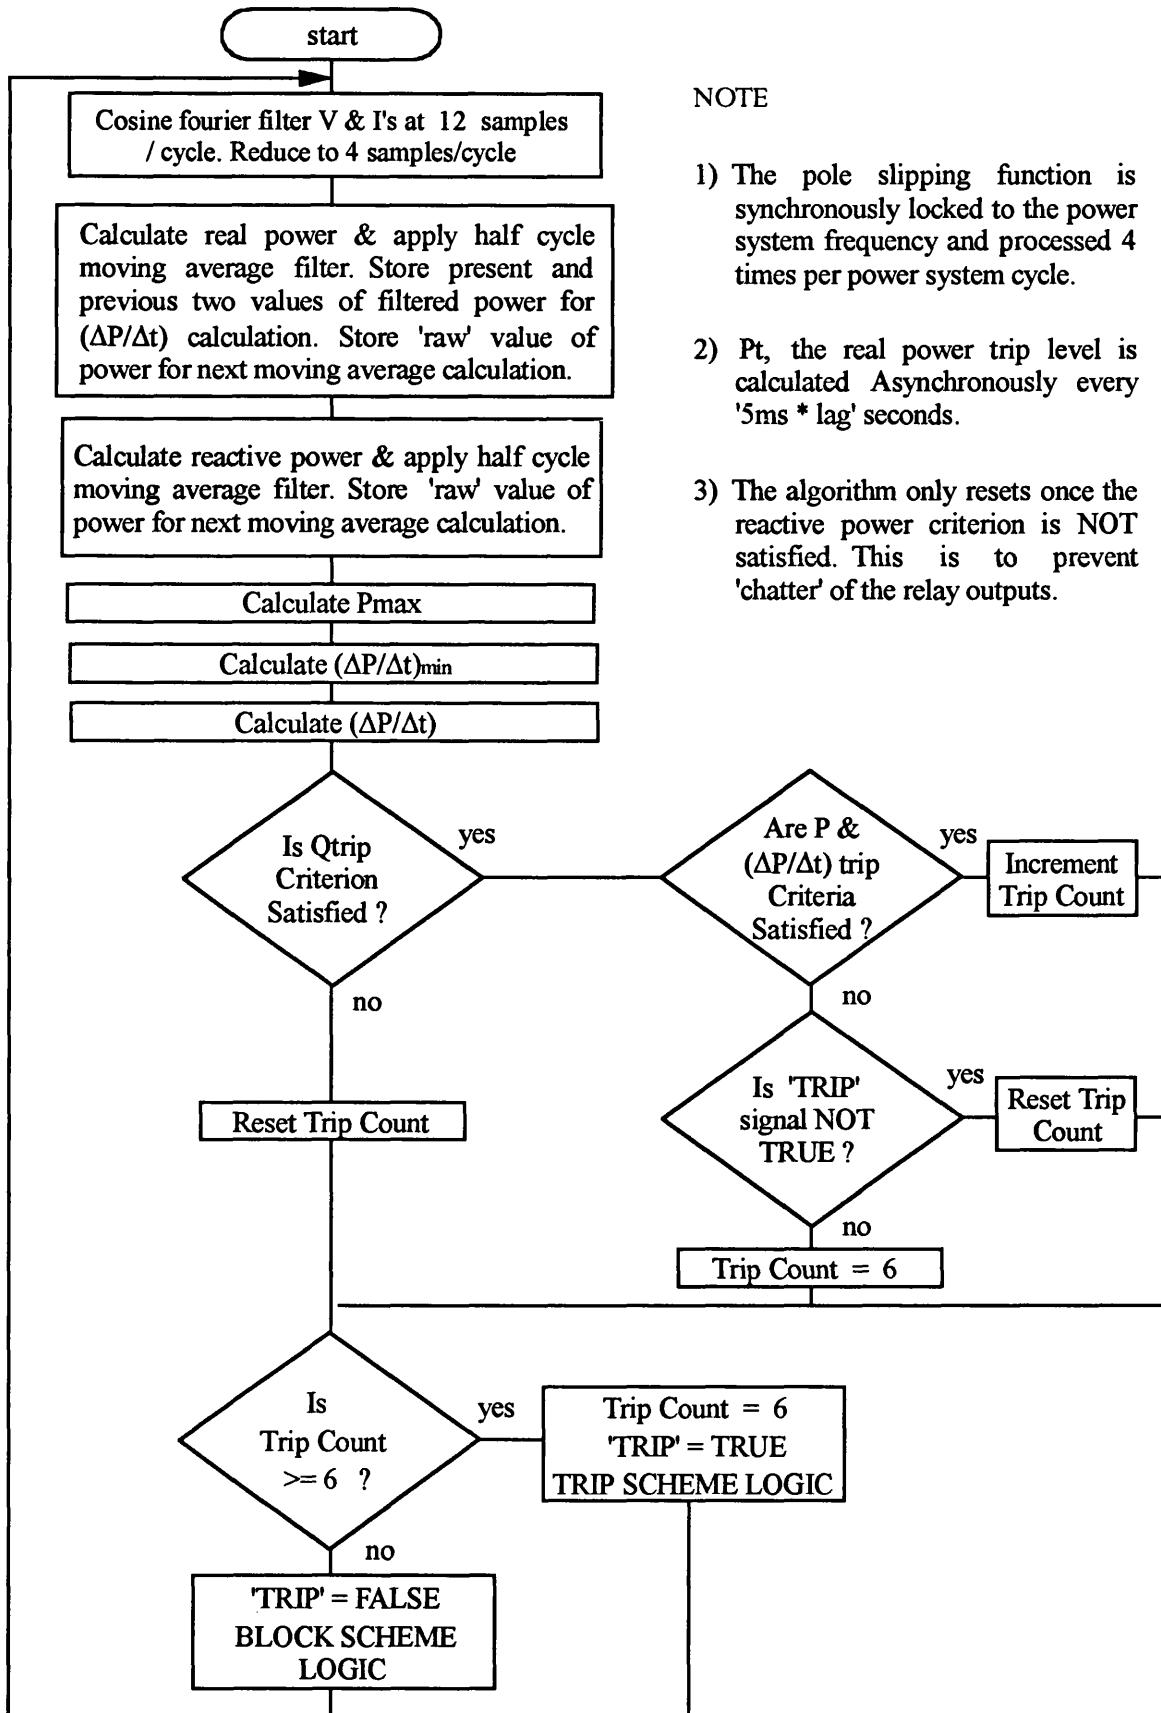 start
Cosine fourier filter V & I's at 12 samples
/ cycle. Reduce to 4 samples/cycle
Calculate real power & apply half cycle
moving average filter. Store present and
previous two values of filtered power for
(ΔP/Δt) calculation. Store 'raw' value of
power for next moving average calculation.
Calculate reactive power & apply half cycle
moving average filter. Store 'raw' value of
power for next moving average calculation.
Calculate Pmax
Calculate (ΔP/Δt)min
Calculate (ΔP/Δt)
NOTE
1) The pole slipping function is
synchronously locked to the power
system frequency and processed 4
times per power system cycle.
2) Pt, the real power trip level is
calculated Asynchronously every
'5ms * lag' seconds.
3) The algorithm only resets once the
reactive power criterion is NOT
satisfied. This is to prevent
'chatter' of the relay outputs.
Is Qtrip
Criterion
Satisfied ?
yes
no
Are P &
(ΔP/Δt) trip
Criteria
Satisfied ?
yes
Increment
Trip Count
no
Reset Trip Count
Is 'TRIP'
signal NOT
TRUE ?
yes
Reset Trip
Count
no
Trip Count = 6
Is
Trip Count
>= 6 ?
yes
Trip Count = 6
'TRIP' = TRUE
TRIP SCHEME LOGIC
no
'TRIP' = FALSE
BLOCK SCHEME
LOGIC